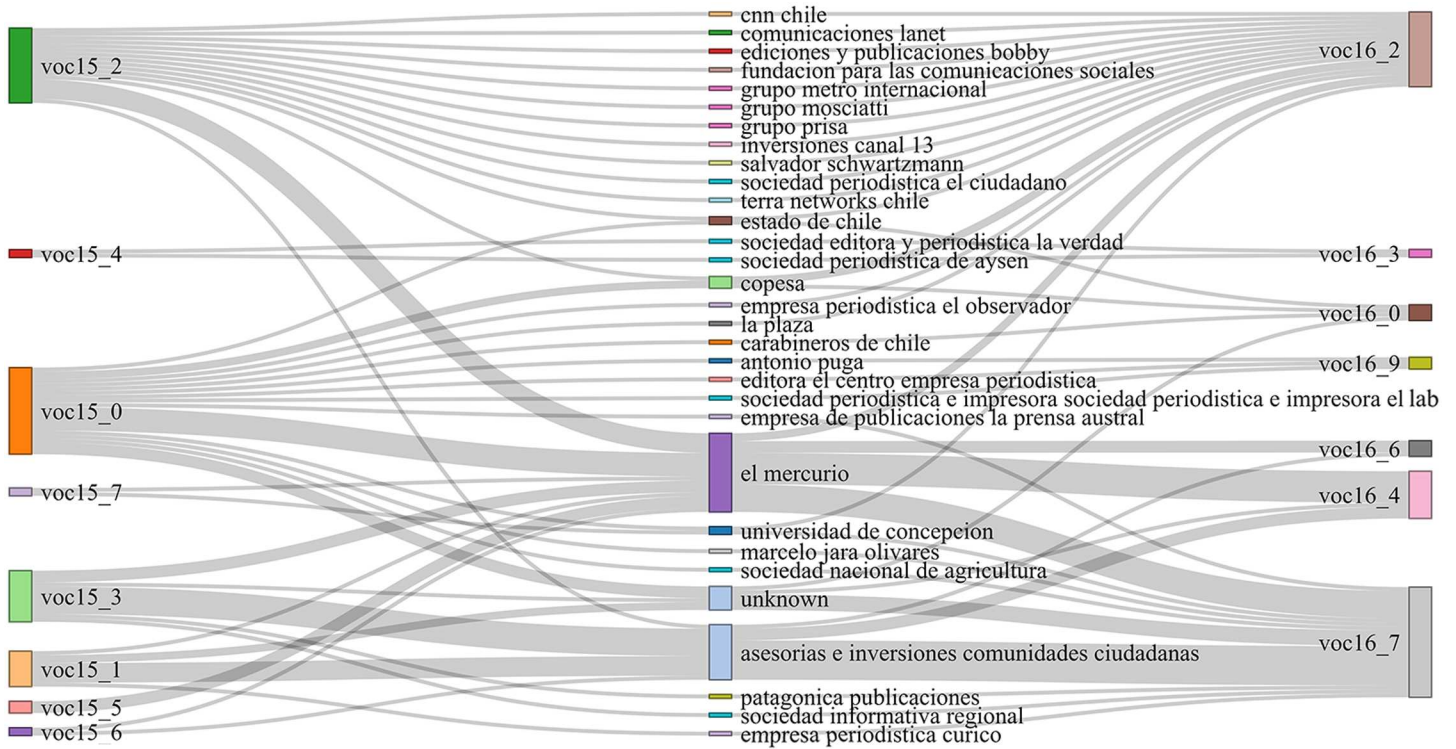 voc15_2
voc15_4
voc15_0
voc15_7
voc15_3
voc15_1
voc15_5
voc15_6
cnn chile
comunicaciones lanet
ediciones y publicaciones bobby
fundacion para las comunicaciones sociales
grupo metro internacional
grupo mosciatti
grupo prisa
inversiones canal 13
salvador schwartzmann
sociedad periodistica el ciudadano
terra networks chile
estado de chile
sociedad editora y periodistica la verdad
sociedad periodistica de aysen
copesa
empresa periodistica el observador
la plaza
carabineros de chile
antonio puga
editora el centro empresa periodistica
sociedad periodistica e impresora sociedad periodistica e impresora el lab
empresa de publicaciones la prensa austral
el mercurio
universidad de concepcion
marcelo jara olivares
sociedad nacional de agricultura
unknown
asesorias e inversiones comunidades ciudadanas
patagonica publicaciones
sociedad informativa regional
empresa periodistica curico
voc16_2
voc16_3
voc16_0
voc16_9
voc16_6
voc16_4
voc16_7